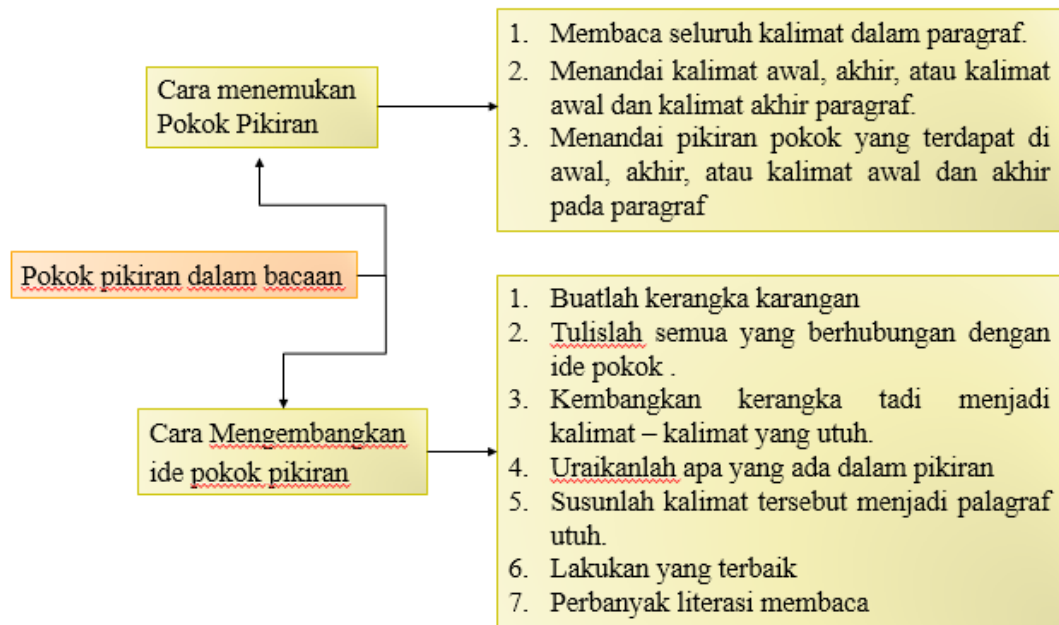 Cara menemukan
Pokok Pikiran
1. Membaca seluruh kalimat dalam paragraf.
2. Menandai kalimat awal, akhir, atau kalimat
awal dan kalimat akhir paragraf.
3. Menandai pikiran pokok yang terdapat di
awal, akhir, atau kalimat awal dan akhir
pada paragraf
Pokok pikiran dalam bacaan
Cara Mengembangkan
ide pokok pikiran
1. Buatlah kerangka karangan
2. Tulislah semua yang berhubungan dengan
ide pokok .
3. Kembangkan kerangka tadi menjadi
kalimat – kalimat yang utuh.
4. Uraikanlah apa yang ada dalam pikiran
5. Susunlah kalimat tersebut menjadi palagraf
utuh.
6. Lakukan yang terbaik
7. Perbanyak literasi membaca